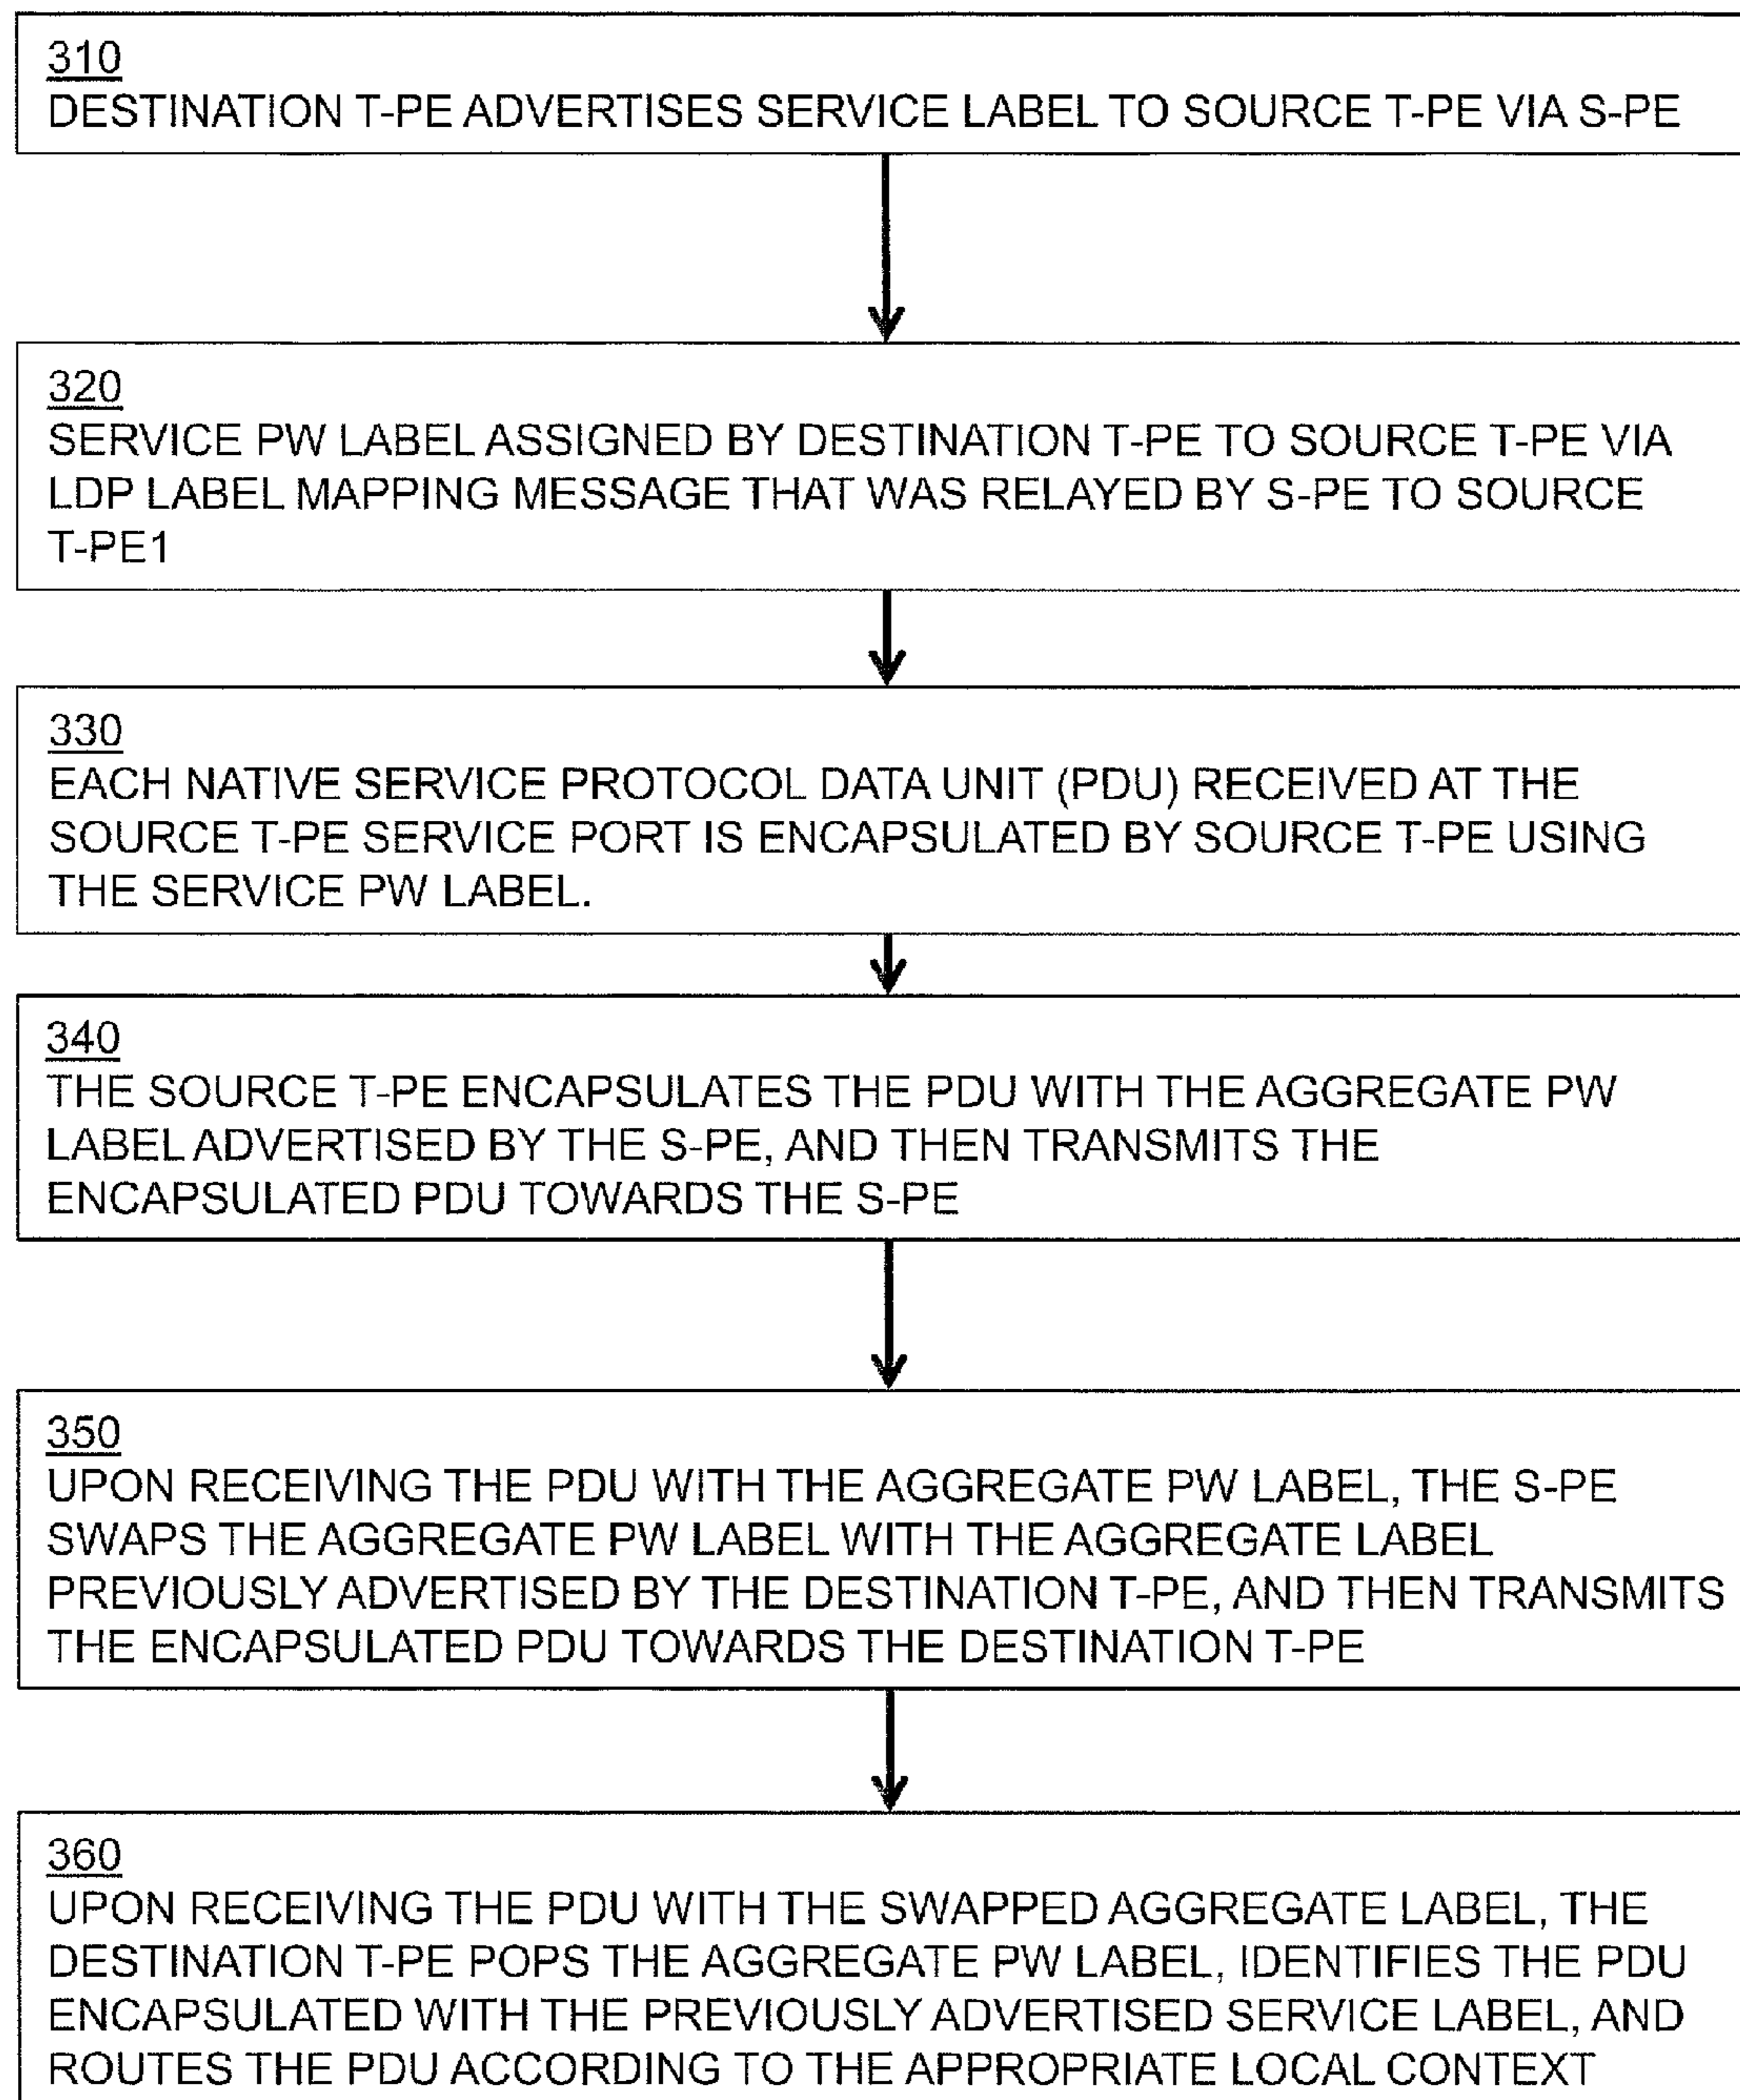 310
DESTINATION T-PE ADVERTISES SERVICE LABEL TO SOURCE T-PE VIA S-PE
320
SERVICE PW LABEL ASSIGNED BY DESTINATION T-PE TO SOURCE T-PE VIA
LDP LABEL MAPPING MESSAGE THAT WAS RELAYED BY S-PE TO SOURCE
T-PE1
330
EACH NATIVE SERVICE PROTOCOL DATA UNIT (PDU) RECEIVED AT THE
SOURCE T-PE SERVICE PORT IS ENCAPSULATED BY SOURCE T-PE USING
THE SERVICE PW LABEL.
340
THE SOURCE T-PE ENCAPSULATES THE PDU WITH THE AGGREGATE PW
LABEL ADVERTISED BY THE S-PE, AND THEN TRANSMITS THE
ENCAPSULATED PDU TOWARDS THE S-PE
350
UPON RECEIVING THE PDU WITH THE AGGREGATE PW LABEL, THE S-PE
SWAPS THE AGGREGATE PW LABEL WITH THE AGGREGATE LABEL
PREVIOUSLY ADVERTISED BY THE DESTINATION T-PE, AND THEN TRANSMITS
THE ENCAPSULATED PDU TOWARDS THE DESTINATION T-PE
360
UPON RECEIVING THE PDU WITH THE SWAPPED AGGREGATE LABEL, THE
DESTINATION T-PE POPS THE AGGREGATE PW LABEL, IDENTIFIES THE PDU
ENCAPSULATED WITH THE PREVIOUSLY ADVERTISED SERVICE LABEL, AND
ROUTES THE PDU ACCORDING TO THE APPROPRIATE LOCAL CONTEXT